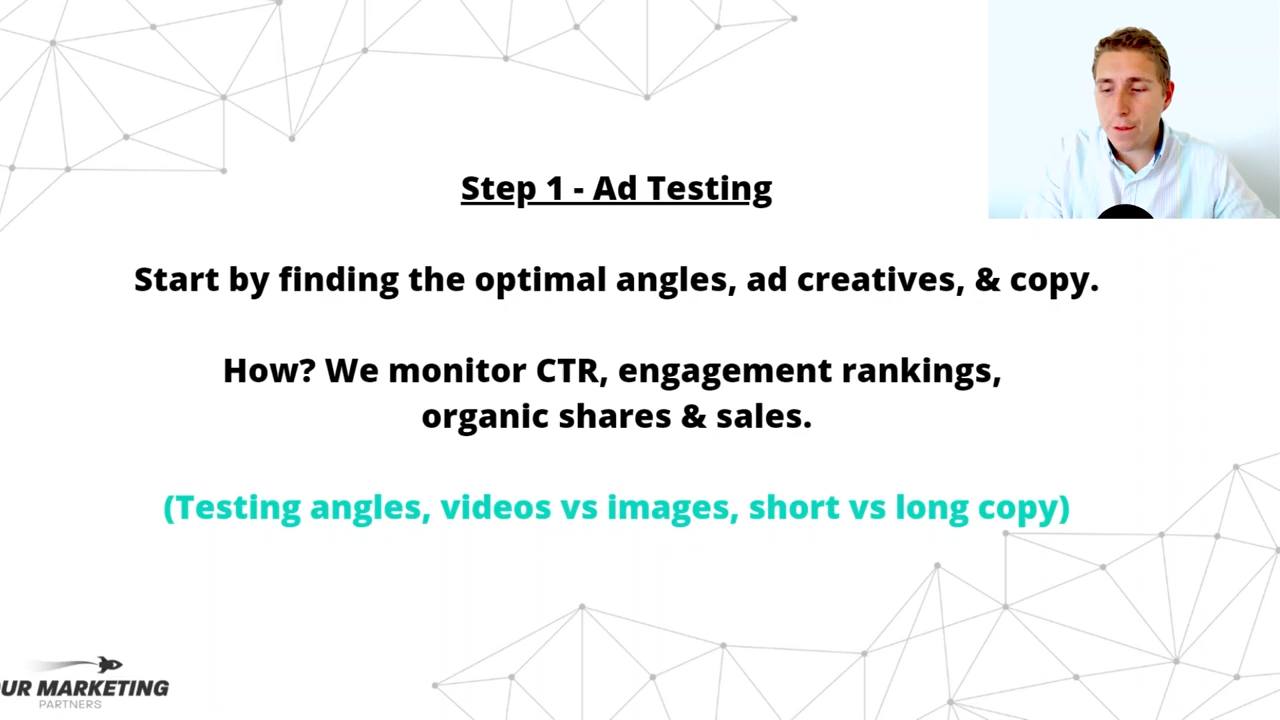 Step 1 - Ad Testing
Start by finding the optimal angles, ad creatives, & copy.
How? We monitor CTR, engagement rankings,
organic shares & sales.
(Testing angles, videos vs images, short vs long copy)
OUR MARKETING
PARTNERS